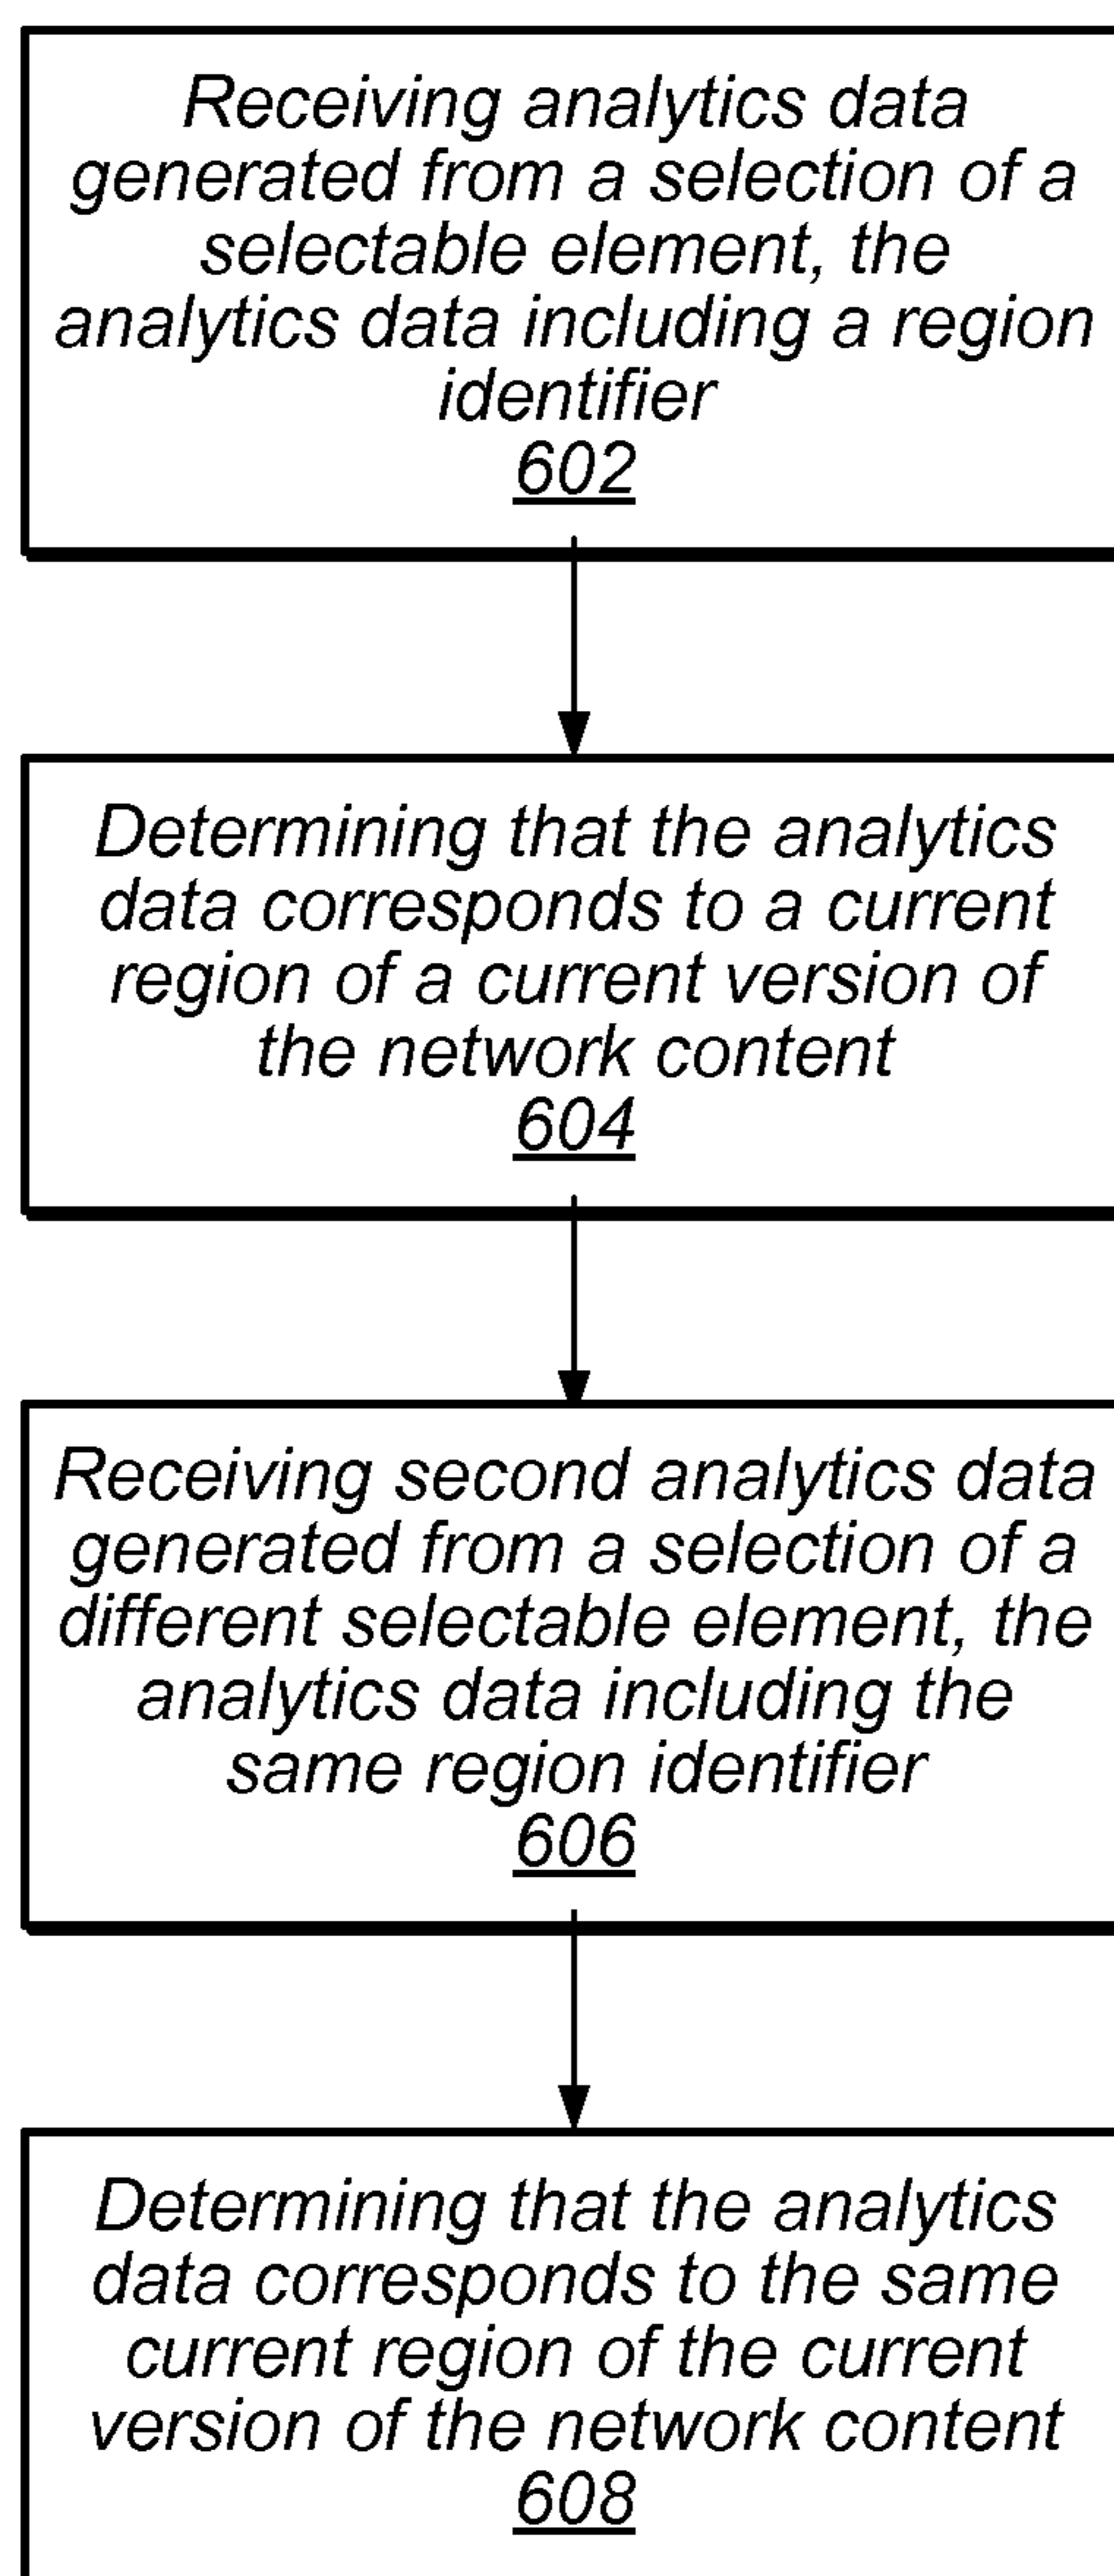 Receiving analytics data
generated from a selection of a
selectable element, the
analytics data including a region
identifier
602
Determining that the analytics
data corresponds to a current
region of a current version of
the network content
604
Receiving second analytics data
generated from a selection of a
different selectable element, the
analytics data including the
same region identifier
606
Determining that the analytics
data corresponds to the same
current region of the current
version of the network content
608